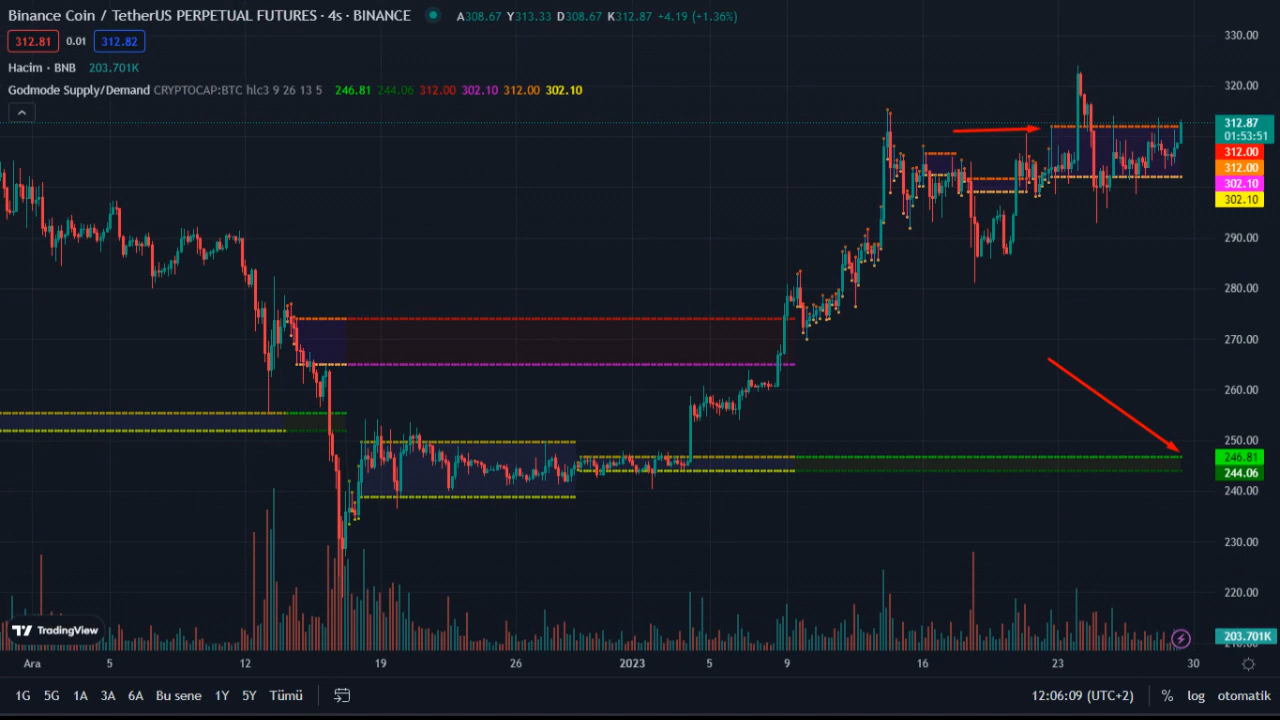 Binance Coin / TetherUS PERPETUAL FUTURES · 4s · BINANCE A308.67 Y313.33 D308.67 K312.87 +4.19 (+1.36%)
312.81 0.01 312.82
Hacim · BNB 203.701K
Godmode Supply/Demand CRYPTOCAP:BTC hlc3 9 26 13 5 246.81 244.06 312.00 302.10 312.00 302.10
330.00
320.00
312.87
01:53:51
312.00
312.00
302.10
302.10
290.00
280.00
270.00
260.00
250.00
246.81
244.06
240.00
230.00
220.00
203.701K
TradingView
Ara 5 12 19 26 2023 5 9 16 23 30
1G 5G 1A 3A 6A Bu sene 1Y 5Y Tümü 12:06:09 (UTC+2) % log otomatik